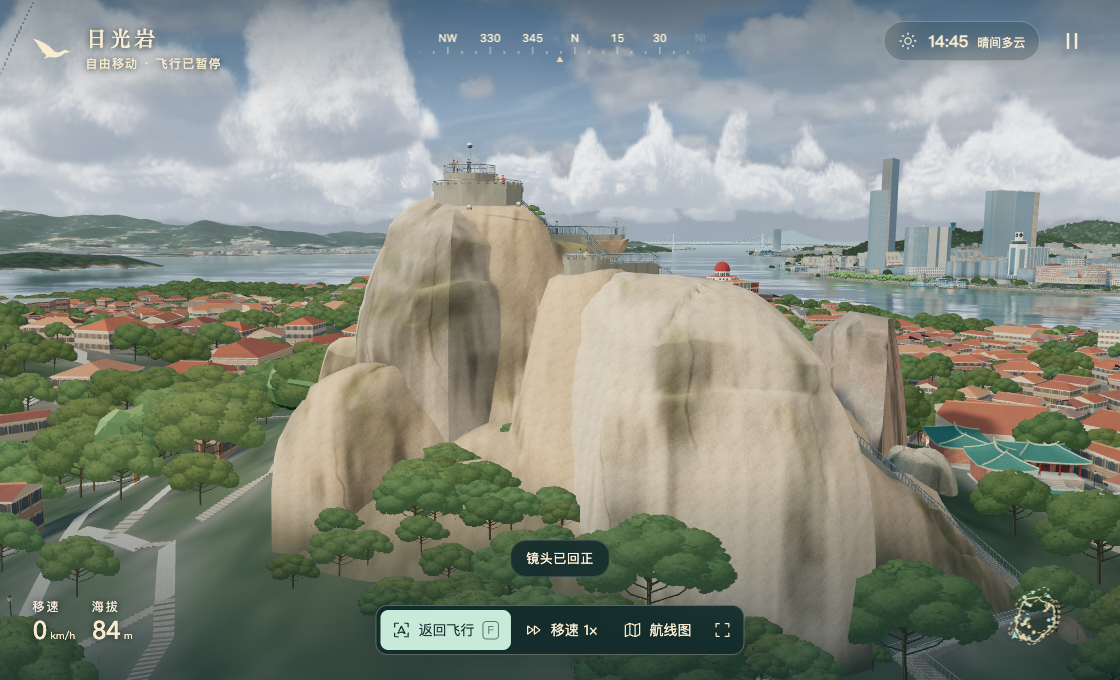 日光岩
自由移动 · 飞行已暂停
NW 330 345 N 15 30 NE
14:45 晴间多云
镜头已回正
移速 海拔
0 km/h 84 m
A 返回飞行 F 移速 1x 航线图